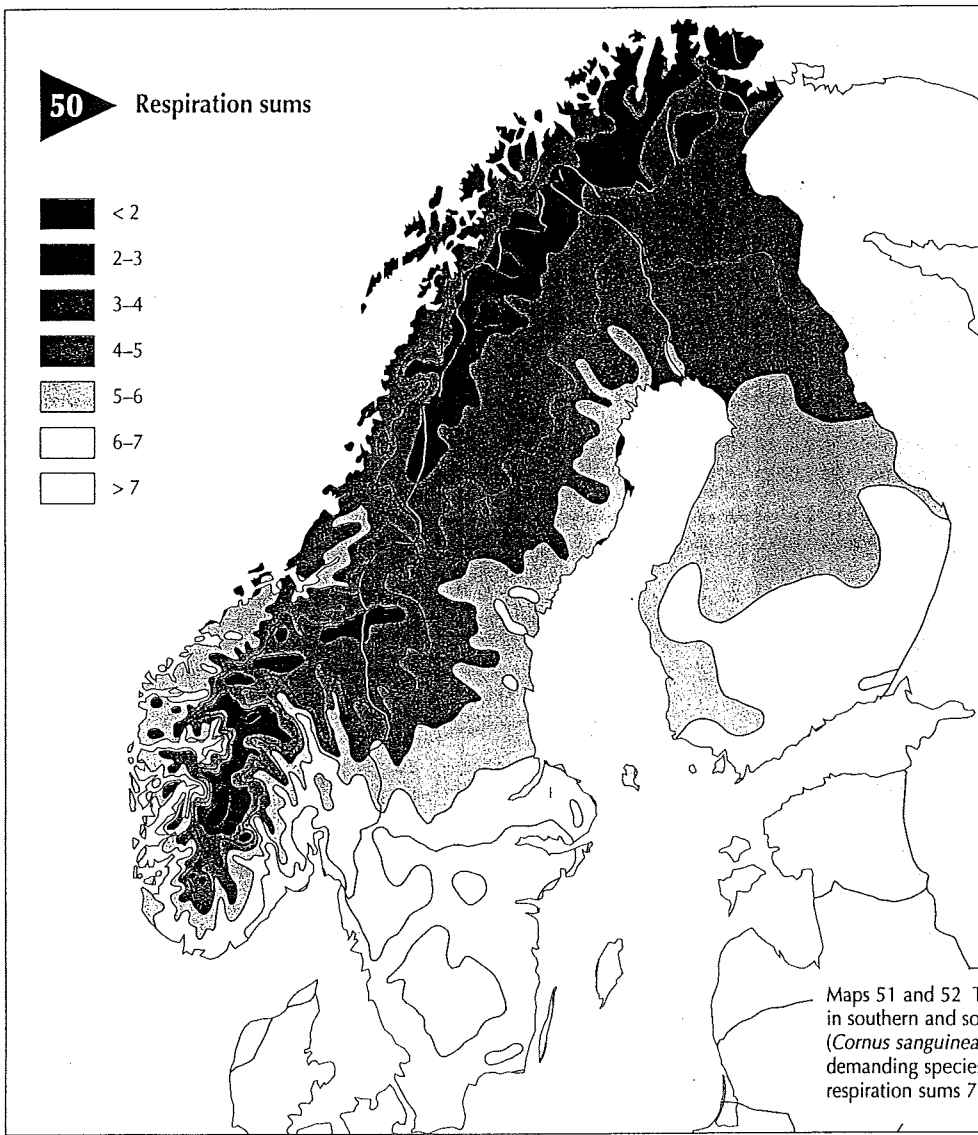 50 Respiration sums
< 2
2–3
3–4
4–5
5–6
6–7
> 7
Maps 51 and 52
in southern and
(Cornus sanguinea
demanding species
respiration sums 7